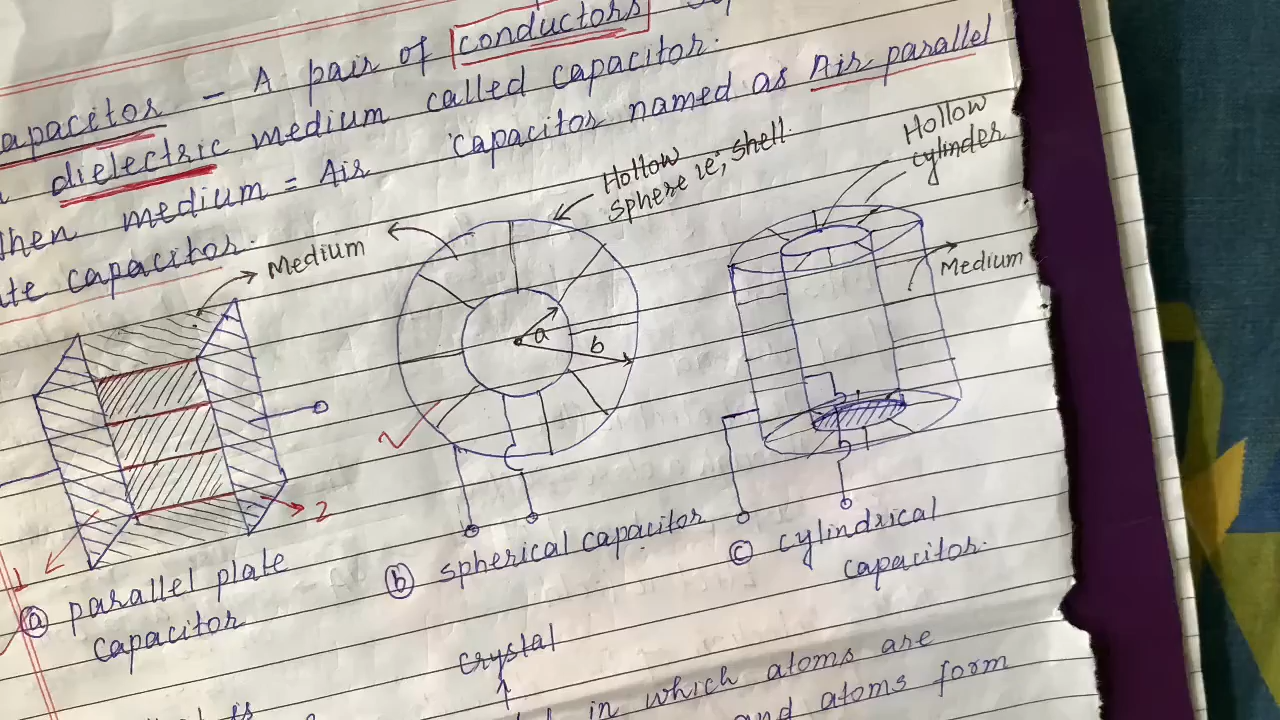 apacitor - A pair of conductors
dielectric medium called capacitor.
When medium = Air capacitor named as Air parallel
ate capacitor.
Hollow
cylinder
Hollow
sphere ie, shell.
Medium
Medium
a
b
2
1
ⓐ parallel plate
capacitor
ⓑ spherical capacitor
ⓒ cylindrical
capacitor.
crystal
in which atoms are
and atoms form